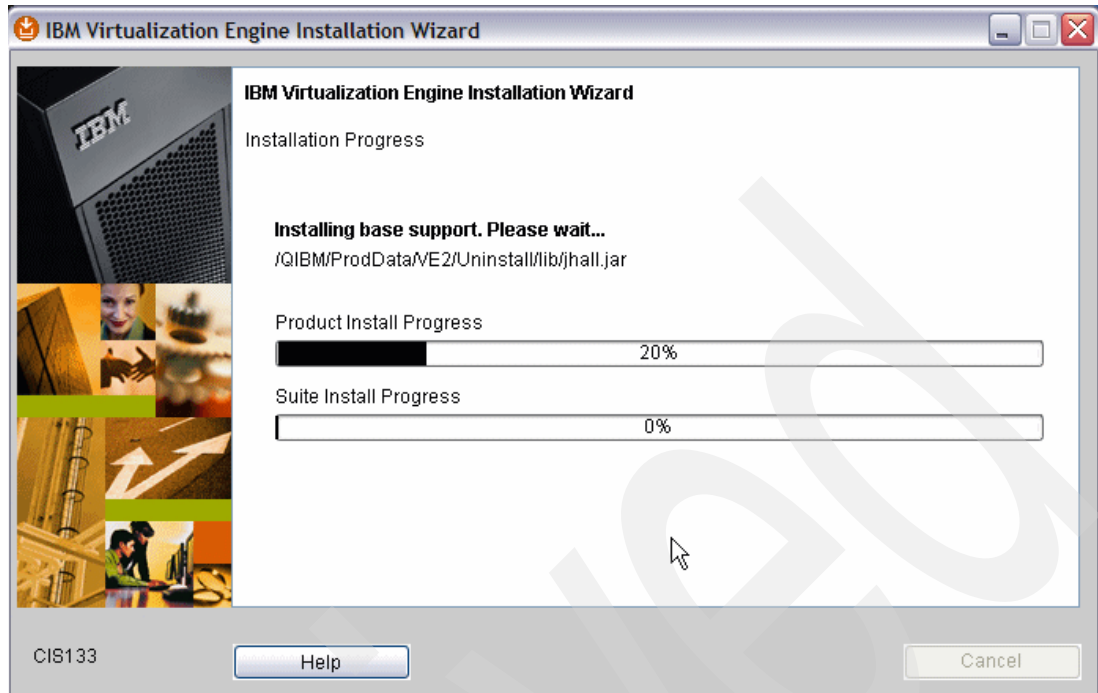 IBM Virtualization Engine Installation Wizard
IBM
IBM Virtualization Engine Installation Wizard
Installation Progress
Installing base support. Please wait...
/QIBM/ProdData/VE2/Uninstall/lib/jhall.jar
Product Install Progress
20%
Suite Install Progress
0%
CIS133
Help
Cancel